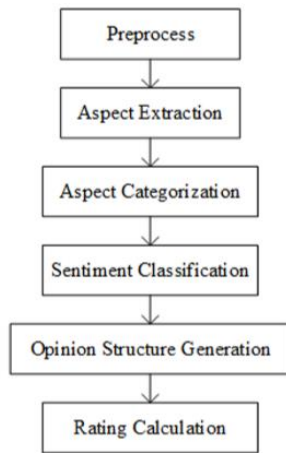 Preprocess
Aspect Extraction
Aspect Categorization
Sentiment Classification
Opinion Structure Generation
Rating Calculation